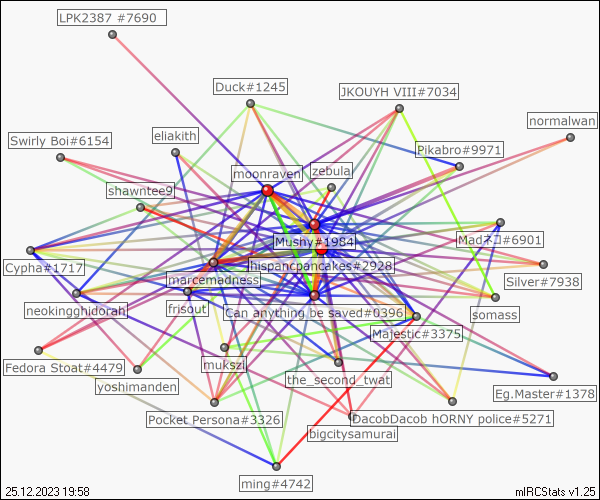 LPK2387 #7690
Duck#1245
JKOUYH VIII#7034
normalwan
Swirly Boi#6154
eliakith
Pikabro#9971
moonraven
zebula
shawntee9
Mushy#1984
Madネコ#6901
Cypha#1717
hispancpancakes#2928
marcemadness
Silver#7938
neokingghidorah
frisout
Can anything be saved#0396
somass
Majestic#3375
Fedora Stoat#4479
mukszi
yoshimanden
the_second_twat
Eg.Master#1378
Pocket Persona#3326
DacobDacob hORNY police#5271
bigcitysamurai
ming#4742
25.12.2023 19:58
mIRCStats v1.25